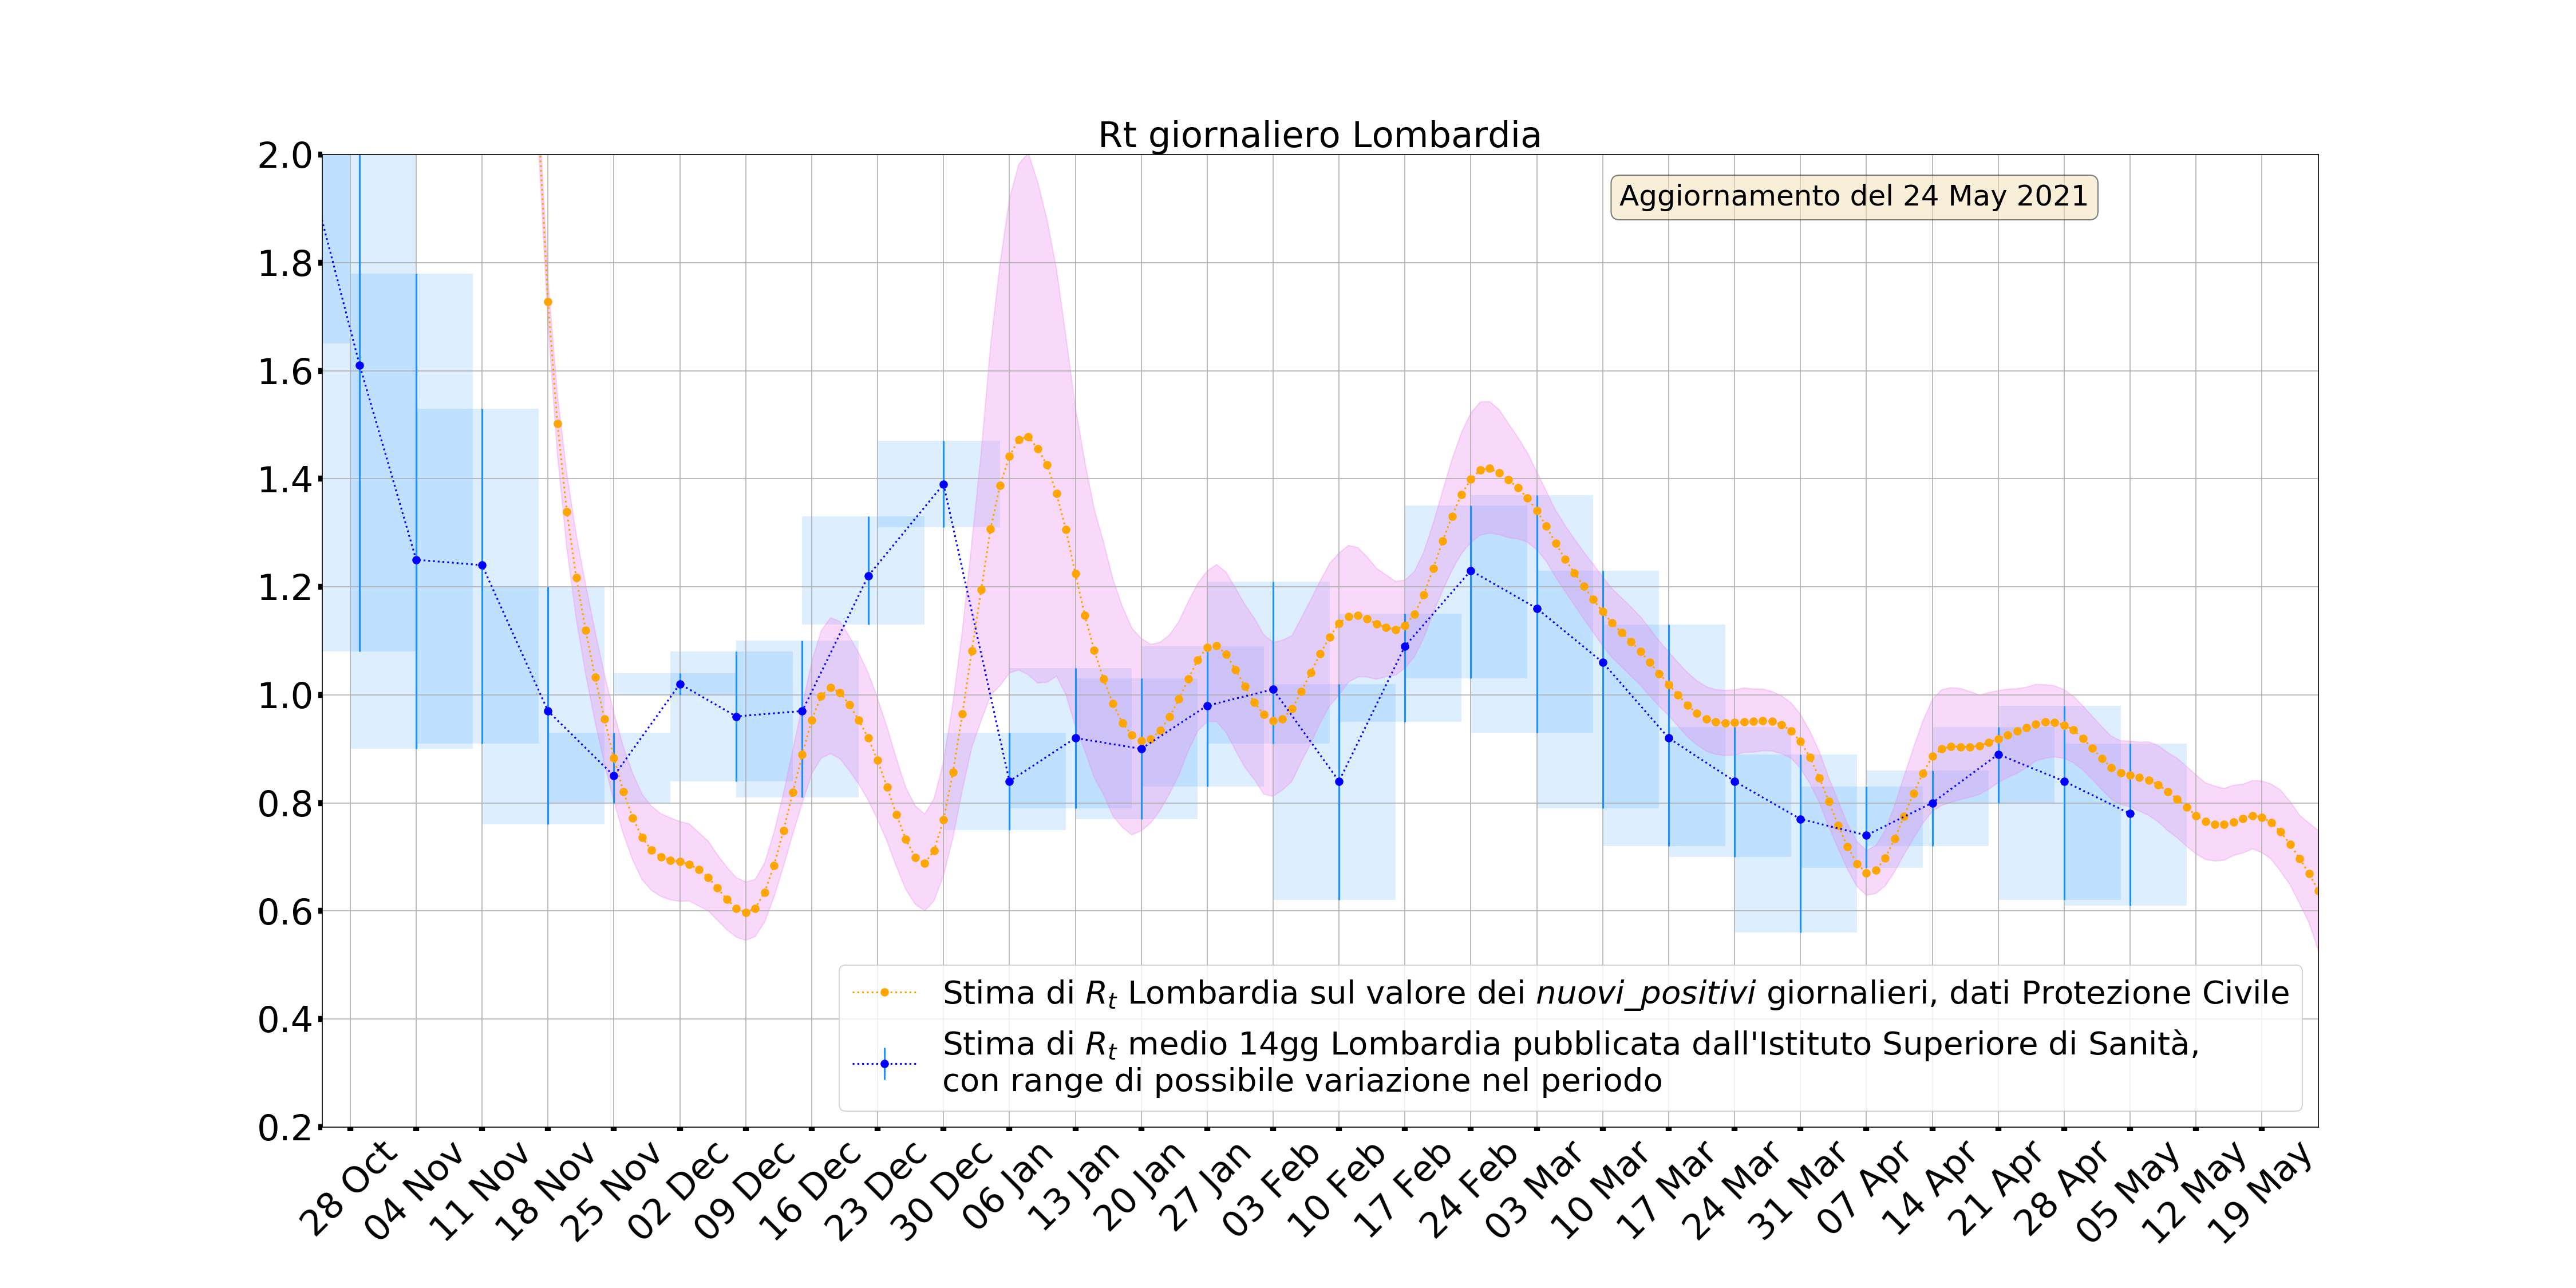 Rt giornaliero Lombardia
Aggiornamento del 24 May 2021
2.0
1.8
1.6
1.4
1.2
1.0
0.8
0.6
0.4
0.2
Stima di Rt Lombardia sul valore dei nuovi_positivi giornalieri, dati Protezione Civile
Stima di Rt medio 14gg Lombardia pubblicata dall'Istituto Superiore di Sanità,
con range di possibile variazione nel periodo
28 Oct
04 Nov
11 Nov
18 Nov
25 Nov
02 Dec
09 Dec
16 Dec
23 Dec
30 Dec
06 Jan
13 Jan
20 Jan
27 Jan
03 Feb
10 Feb
17 Feb
24 Feb
03 Mar
10 Mar
17 Mar
24 Mar
31 Mar
07 Apr
14 Apr
21 Apr
28 Apr
05 May
12 May
19 May